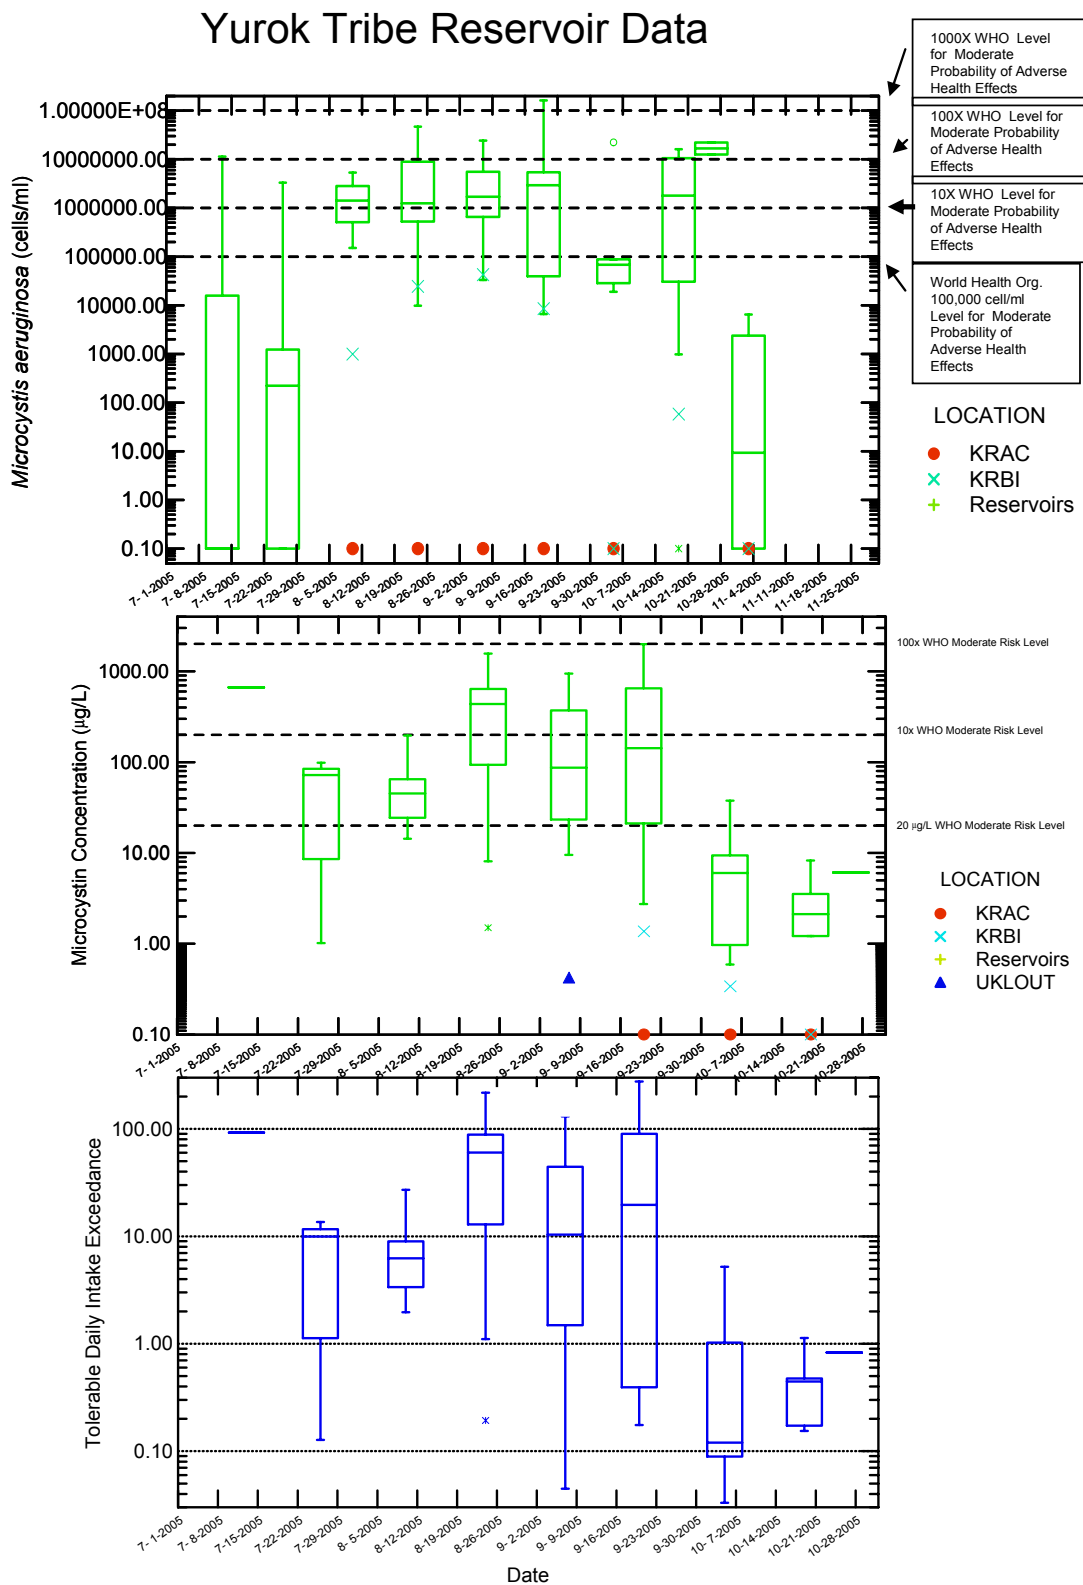 Yurok Tribe Reservoir Data
1000X WHO Level
for Moderate
Probability of Adverse
Health Effects
100X WHO Level for
Moderate Probability
of Adverse Health
Effects
10X WHO Level for
Moderate Probability
of Adverse Health
Effects
World Health Org.
100,000 cell/ml
Level for Moderate
Probability of
Adverse Health
Effects
Microcystis aeruginosa (cells/ml)
1.00000E+08
10000000.00
1000000.00
100000.00
10000.00
1000.00
100.00
10.00
1.00
0.10
7-1-2005
7-8-2005
7-15-2005
7-22-2005
7-29-2005
8-5-2005
8-12-2005
8-19-2005
8-26-2005
9-2-2005
9-9-2005
9-16-2005
9-23-2005
9-30-2005
10-7-2005
10-14-2005
10-21-2005
10-28-2005
11-4-2005
11-11-2005
11-18-2005
11-25-2005
LOCATION
KRAC
KRBI
Reservoirs
Microcystin Concentration (µg/L)
1000.00
100.00
10.00
1.00
0.10
100x WHO Moderate Risk Level
10x WHO Moderate Risk Level
20 µg/L WHO Moderate Risk Level
7-1-2005
7-8-2005
7-15-2005
7-22-2005
7-29-2005
8-5-2005
8-12-2005
8-19-2005
8-26-2005
9-2-2005
9-9-2005
9-16-2005
9-23-2005
9-30-2005
10-7-2005
10-14-2005
10-21-2005
10-28-2005
LOCATION
KRAC
KRBI
Reservoirs
UKLOUT
Tolerable Daily Intake Exceedance
100.00
10.00
1.00
0.10
7-1-2005
7-8-2005
7-15-2005
7-22-2005
7-29-2005
8-5-2005
8-12-2005
8-19-2005
8-26-2005
9-2-2005
9-9-2005
9-16-2005
9-23-2005
9-30-2005
10-7-2005
10-14-2005
10-21-2005
10-28-2005
Date